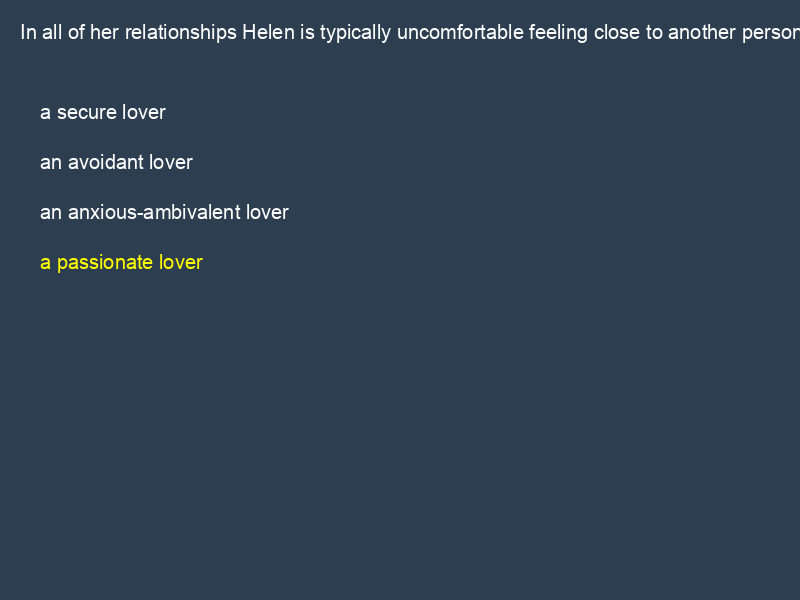 In all of her relationships Helen is typically uncomfortable feeling close to another person
a secure lover
an avoidant lover
an anxious-ambivalent lover
a passionate lover